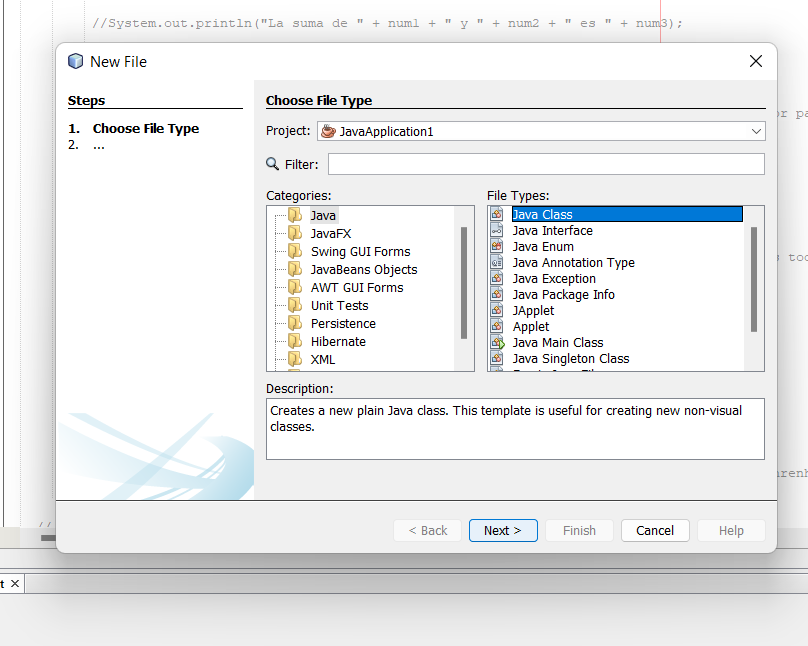 //System.out.println("La suma de " + num1 + " y " + num2 + " es " + num3);
New File
Steps
1. Choose File Type
2. ...
Choose File Type
Project: JavaApplication1
Filter:
Categories:
Java
JavaFX
Swing GUI Forms
JavaBeans Objects
AWT GUI Forms
Unit Tests
Persistence
Hibernate
XML
File Types:
Java Class
Java Interface
Java Enum
Java Annotation Type
Java Exception
Java Package Info
JApplet
Applet
Java Main Class
Java Singleton Class
Description:
Creates a new plain Java class. This template is useful for creating new non-visual
classes.
//
< Back Next > Finish Cancel Help